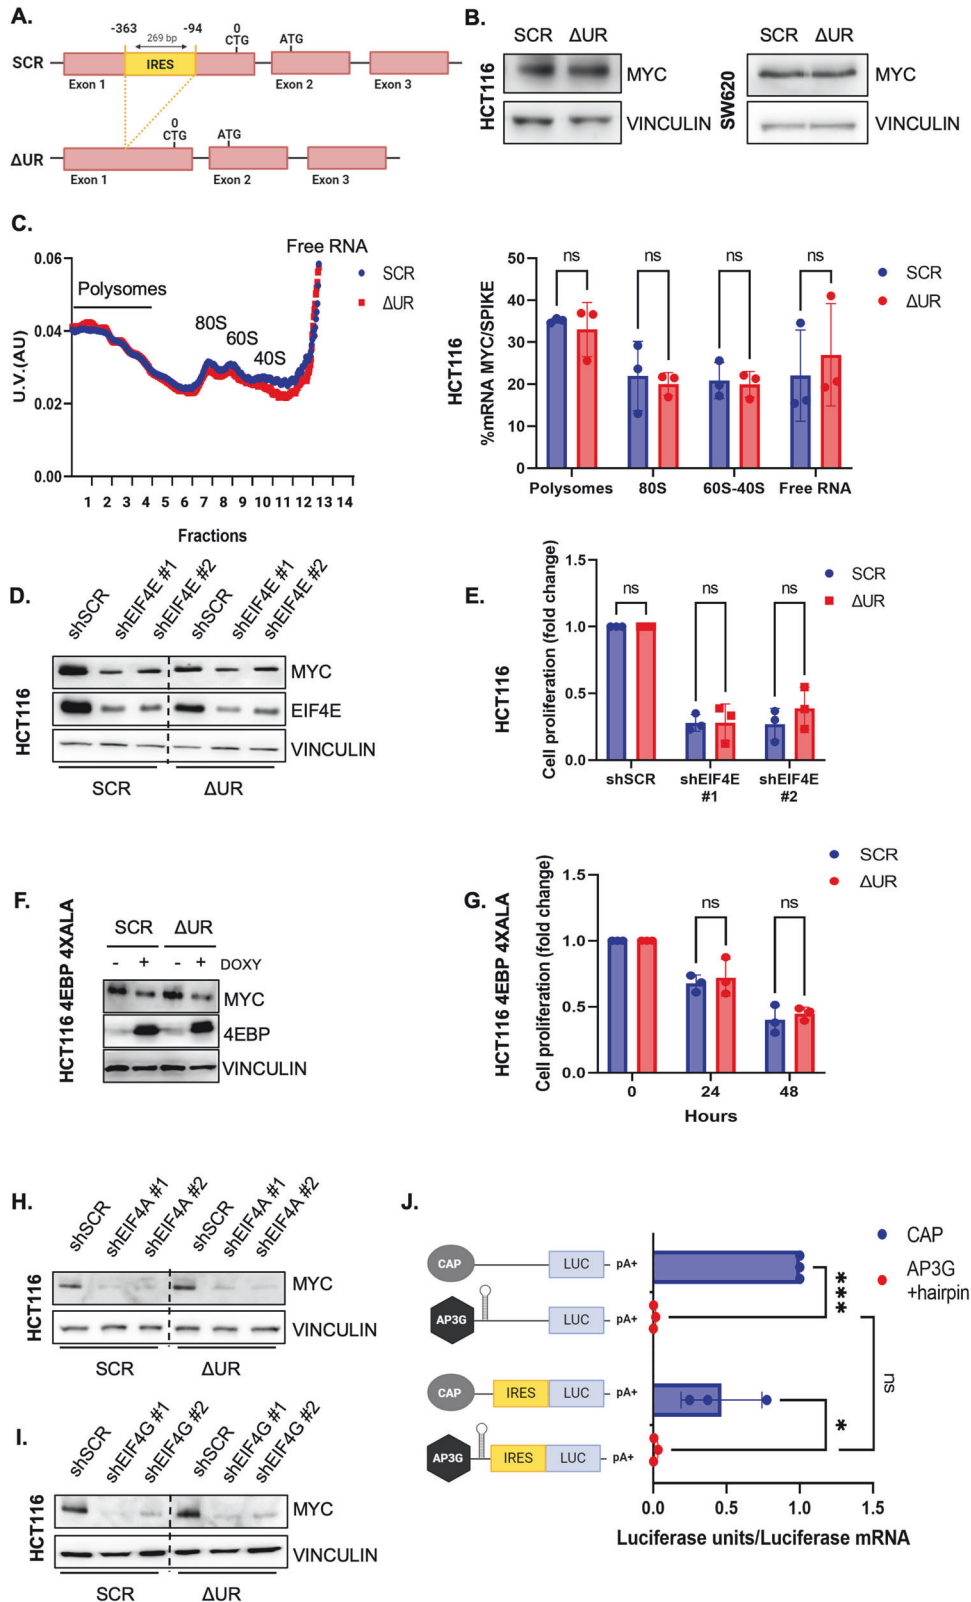 A.
-363
-94
0
269 bp
CTG
ATG
SCR
IRES
Exon 1
Exon 2
Exon 3
0
CTG
ATG
ΔUR
Exon 1
Exon 2
Exon 3
B.
SCR ΔUR
HCT116
MYC
VINCULIN
SCR ΔUR
SW620
MYC
VINCULIN
C.
U.V.(AU)
0.06
0.04
0.02
0.00
Polysomes
80S
60S
40S
Free RNA
SCR
ΔUR
1 2 3 4 5 6 7 8 9 10 11 12 13 14
Fractions
HCT116
%mRNA MYC/SPIKE
50
40
30
20
10
0
ns ns ns ns
SCR
ΔUR
Polysomes 80S 60S-40S Free RNA
D.
shSCR shEIF4E #1 shEIF4E #2 shSCR shEIF4E #1 shEIF4E #2
HCT116
MYC
EIF4E
VINCULIN
SCR ΔUR
E.
HCT116
Cell proliferation (fold change)
1.5
1.0
0.5
0.0
ns ns ns
SCR
ΔUR
shSCR shEIF4E #1 shEIF4E #2
F.
HCT116 4EBP 4XALA
SCR ΔUR
- + - + DOXY
MYC
4EBP
VINCULIN
G.
HCT116 4EBP 4XALA
Cell proliferation (fold change)
1.5
1.0
0.5
0.0
ns ns
SCR
ΔUR
0 24 48
Hours
H.
shSCR shEIF4A #1 shEIF4A #2 shSCR shEIF4A #1 shEIF4A #2
HCT116
MYC
VINCULIN
SCR ΔUR
I.
shSCR shEIF4G #1 shEIF4G #2 shSCR shEIF4G #1 shEIF4G #2
HCT116
MYC
VINCULIN
SCR ΔUR
J.
CAP LUC pA+
AP3G LUC pA+
CAP IRES LUC pA+
AP3G IRES LUC pA+
CAP
AP3G
+hairpin
***
ns
*
0.0 0.5 1.0 1.5
Luciferase units/Luciferase mRNA